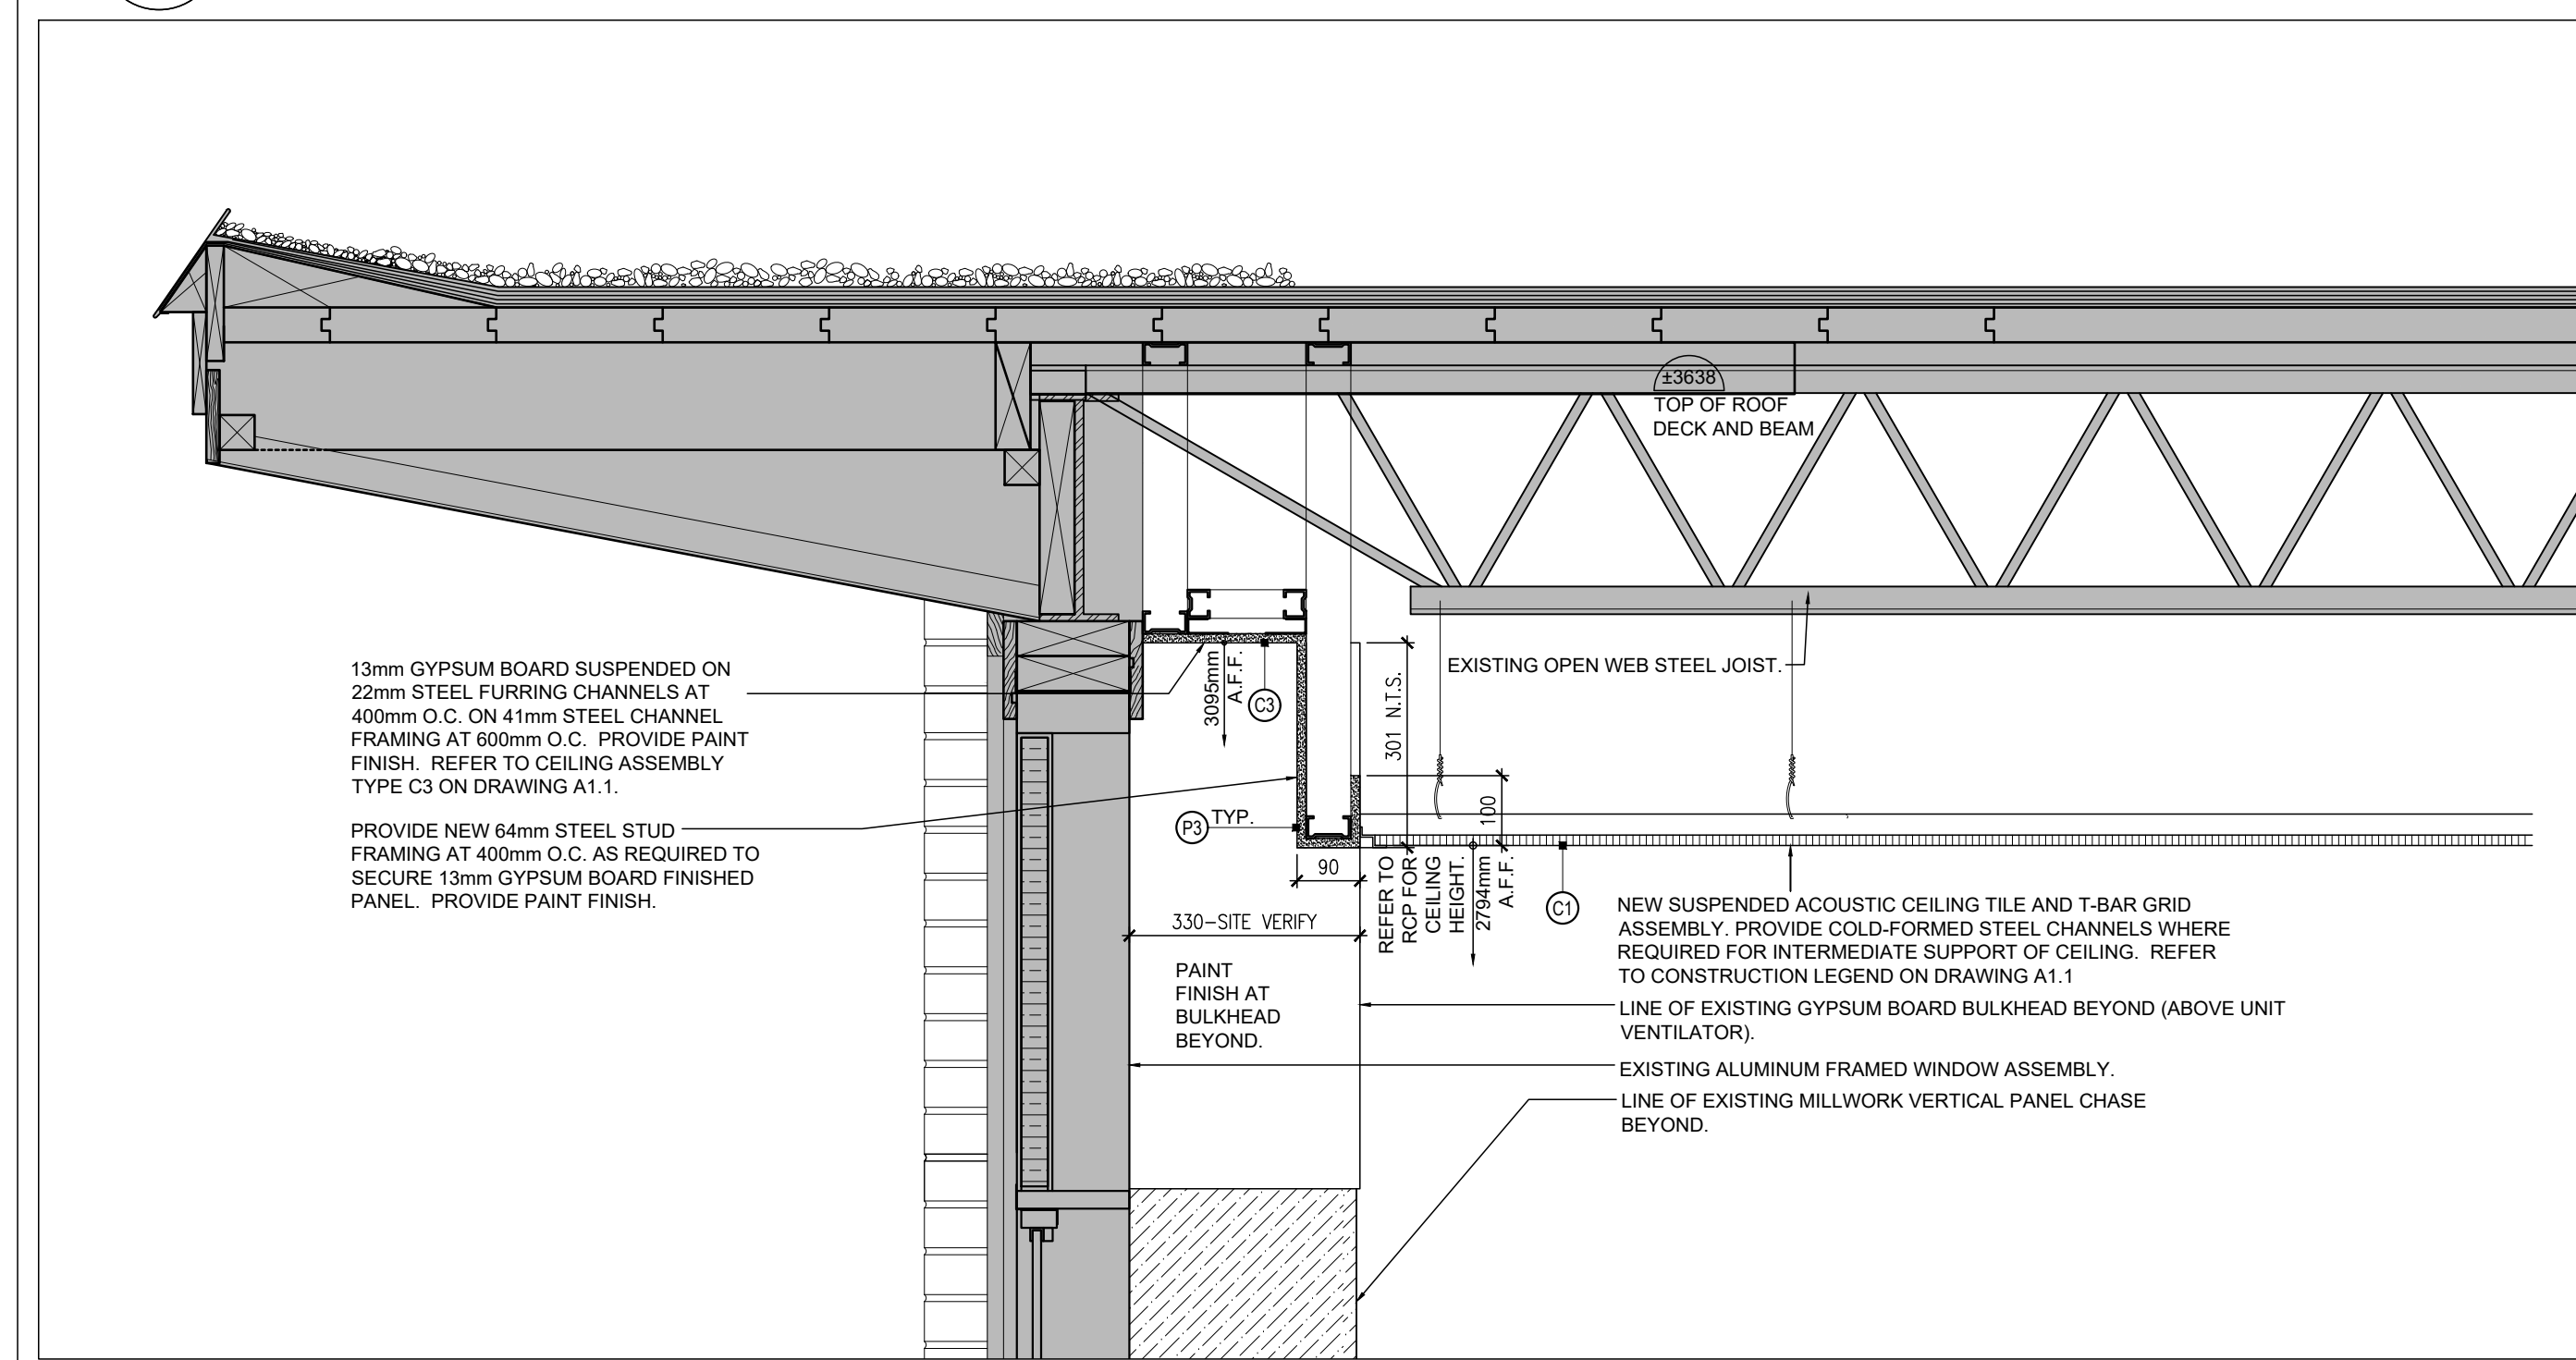 ±3638
TOP OF ROOF
DECK AND BEAM
13mm GYPSUM BOARD SUSPENDED ON
22mm STEEL FURRING CHANNELS AT
400mm O.C. ON 41mm STEEL CHANNEL
FRAMING AT 600mm O.C.  PROVIDE PAINT
FINISH.  REFER TO CEILING ASSEMBLY
TYPE C3 ON DRAWING A1.1.
PROVIDE NEW 64mm STEEL STUD
FRAMING AT 400mm O.C. AS REQUIRED TO
SECURE 13mm GYPSUM BOARD FINISHED
PANEL.  PROVIDE PAINT FINISH.
3095mm
A.F.F.
C3
301 N.T.S.
EXISTING OPEN WEB STEEL JOIST.
P3
TYP.
100
90
330-SITE VERIFY
REFER TO
RCP FOR
CEILING
HEIGHT.
2794mm
A.F.F.
C1
PAINT
FINISH AT
BULKHEAD
BEYOND.
NEW SUSPENDED ACOUSTIC CEILING TILE AND T-BAR GRID
ASSEMBLY. PROVIDE COLD-FORMED STEEL CHANNELS WHERE
REQUIRED FOR INTERMEDIATE SUPPORT OF CEILING.  REFER
TO CONSTRUCTION LEGEND ON DRAWING A1.1
LINE OF EXISTING GYPSUM BOARD BULKHEAD BEYOND (ABOVE UNIT
VENTILATOR).
EXISTING ALUMINUM FRAMED WINDOW ASSEMBLY.
LINE OF EXISTING MILLWORK VERTICAL PANEL CHASE
BEYOND.